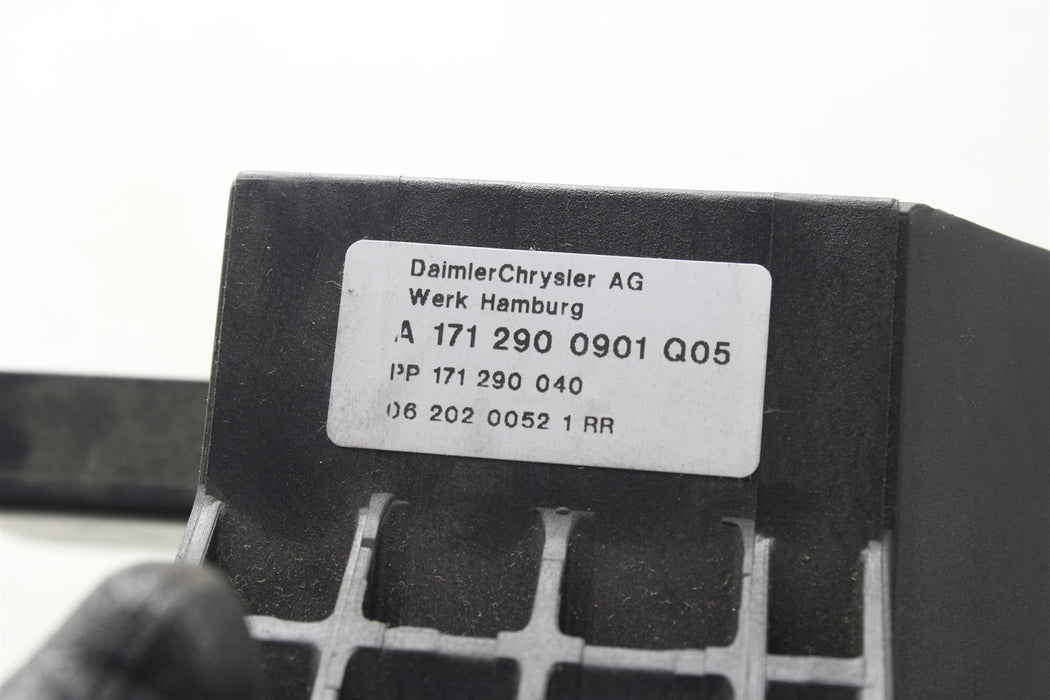 DaimlerChrysler AG
Werk Hamburg
A 171 290 0901 Q05
PP 171 290 040
06 202 0052 1 RR